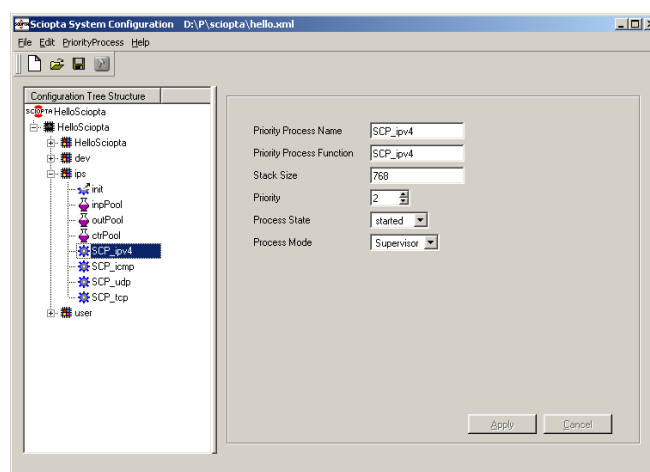 Sciopta System Configuration D:\P\sciopta\hello.xml
File Edit PriorityProcess Help
Configuration Tree Structure
SCIOPTA HelloSciopta
HelloSciopta
HelloSciopta
dev
ips
init
inpPool
outPool
ctrPool
SCP_ipv4
SCP_icmp
SCP_udp
SCP_tcp
user
Priority Process Name SCP_ipv4
Priority Process Function SCP_ipv4
Stack Size 768
Priority 2
Process State started
Process Mode Supervisor
Apply Cancel